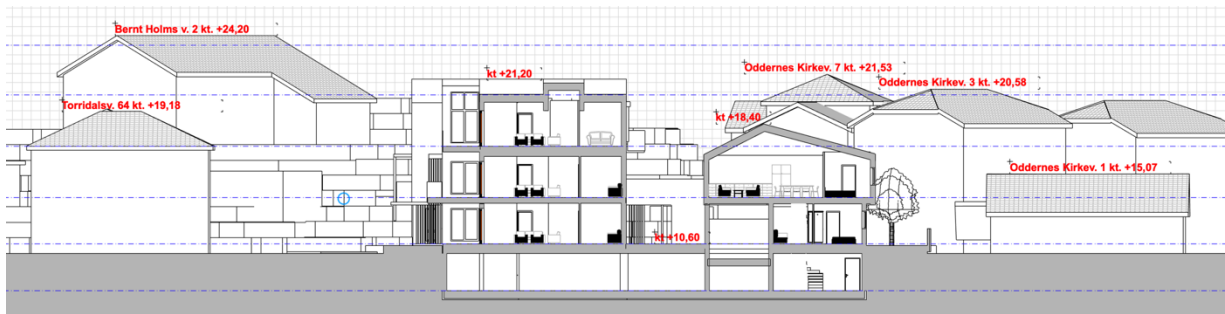 Bernt Holms v. 2 kt. +24,20
kt +21,20
Oddernes Kirkev. 7 kt. +21,53
Oddernes Kirkev. 3 kt. +20,58
Torridalsv. 64 kt. +19,18
kt +18,40
Oddernes Kirkev. 1 kt. +15,07
kt +10,60